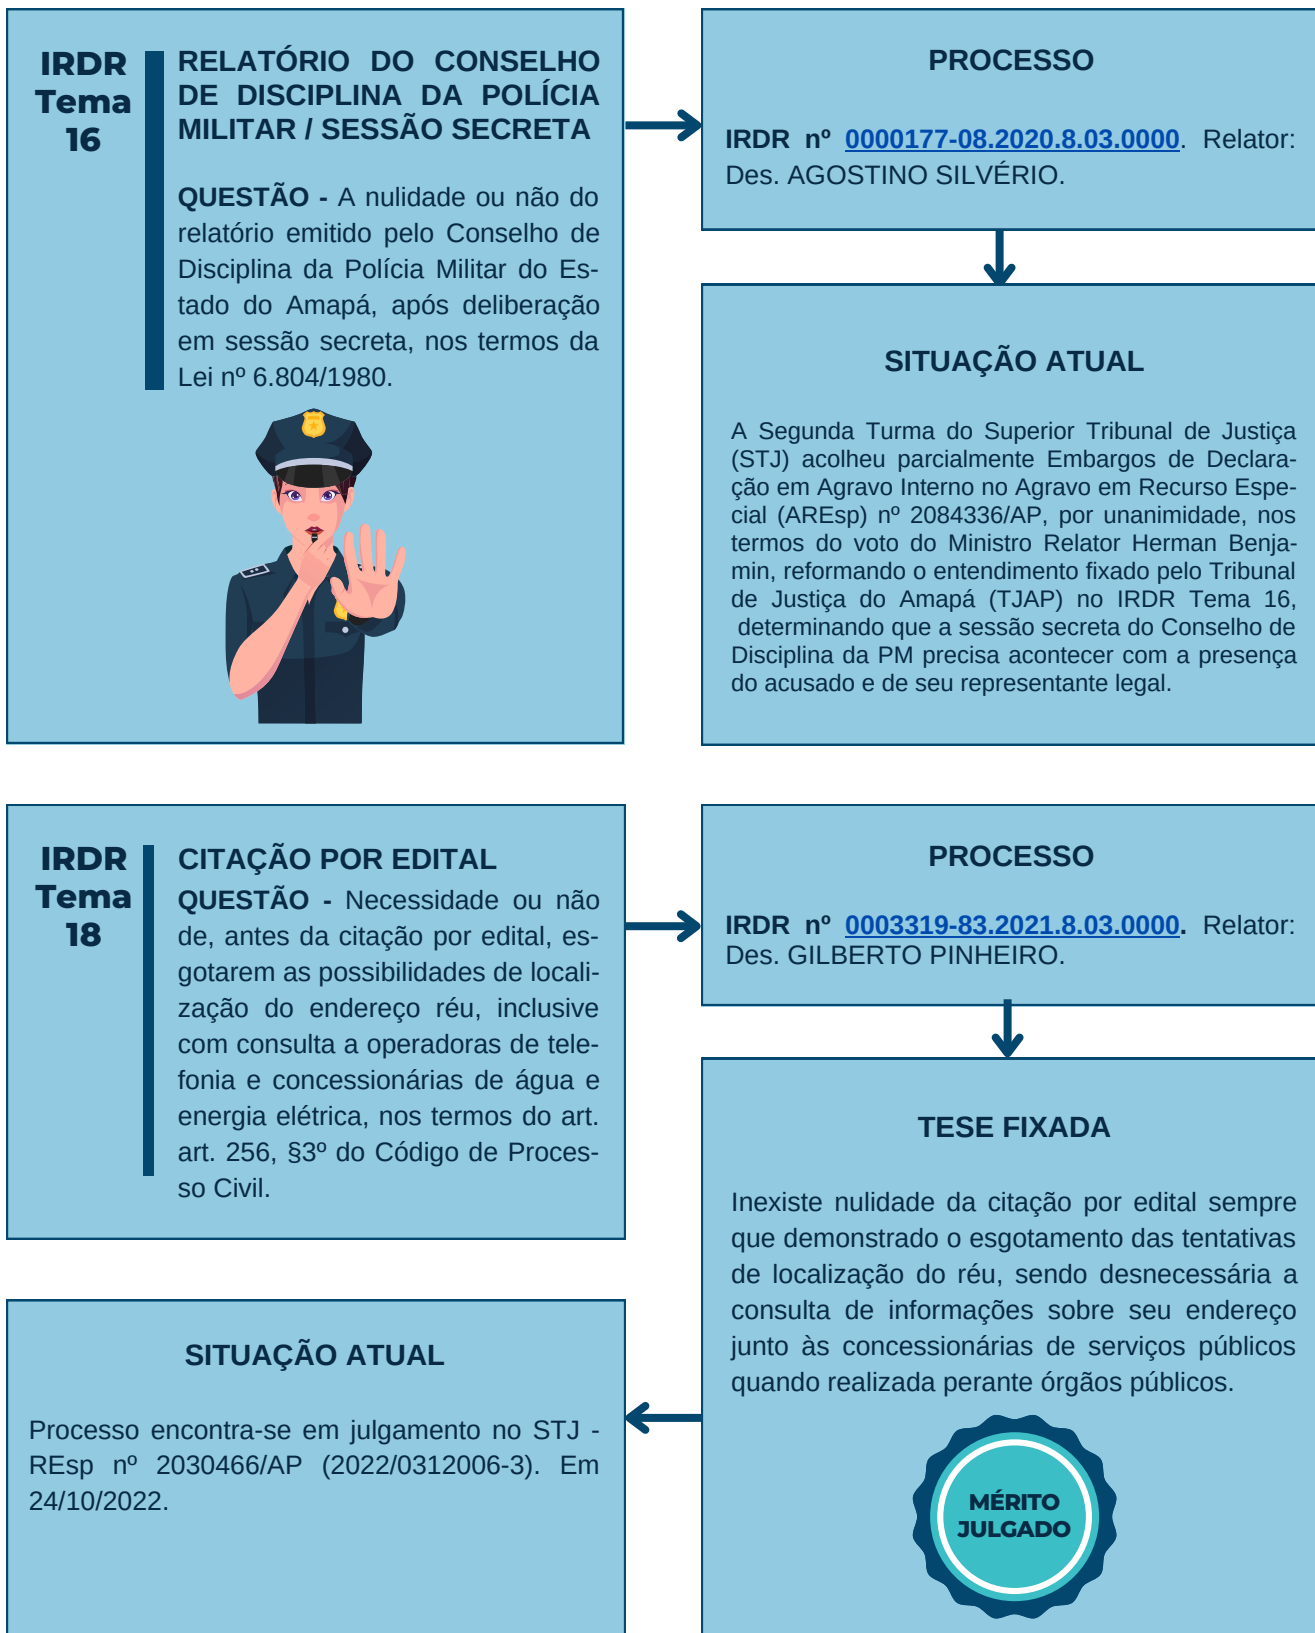 IRDR
Tema
16
RELATÓRIO DO CONSELHO
DE DISCIPLINA DA POLÍCIA
MILITAR / SESSÃO SECRETA
QUESTÃO - A nulidade ou não do
relatório emitido pelo Conselho de
Disciplina da Polícia Militar do Es-
tado do Amapá, após deliberação
em sessão secreta, nos termos da
Lei nº 6.804/1980.
PROCESSO
IRDR nº 0000177-08.2020.8.03.0000. Relator:
Des. AGOSTINO SILVÉRIO.
SITUAÇÃO ATUAL
A Segunda Turma do Superior Tribunal de Justiça
(STJ) acolheu parcialmente Embargos de Declara-
ção em Agravo Interno no Agravo em Recurso Espe-
cial (AREsp) nº 2084336/AP, por unanimidade, nos
termos do voto do Ministro Relator Herman Benja-
min, reformando o entendimento fixado pelo Tribunal
de Justiça do Amapá (TJAP) no IRDR Tema 16,
determinando que a sessão secreta do Conselho de
Disciplina da PM precisa acontecer com a presença
do acusado e de seu representante legal.
IRDR
Tema
18
CITAÇÃO POR EDITAL
QUESTÃO - Necessidade ou não
de, antes da citação por edital, es-
gotarem as possibilidades de locali-
zação do endereço réu, inclusive
com consulta a operadoras de tele-
fonia e concessionárias de água e
energia elétrica, nos termos do art.
art. 256, §3º do Código de Proces-
so Civil.
PROCESSO
IRDR nº 0003319-83.2021.8.03.0000. Relator:
Des. GILBERTO PINHEIRO.
TESE FIXADA
Inexiste nulidade da citação por edital sempre
que demonstrado o esgotamento das tentativas
de localização do réu, sendo desnecessária a
consulta de informações sobre seu endereço
junto às concessionárias de serviços públicos
quando realizada perante órgãos públicos.
MÉRITO
JULGADO
SITUAÇÃO ATUAL
Processo encontra-se em julgamento no STJ -
REsp nº 2030466/AP (2022/0312006-3). Em
24/10/2022.